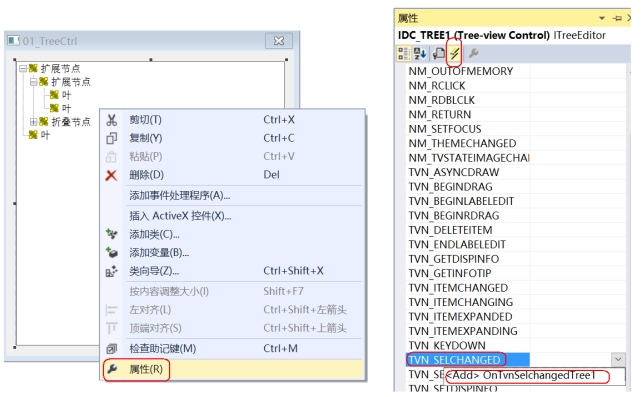 01_TreeCtrl
扩展节点
扩展节点
叶
叶
折叠节点
叶
剪切(T) Ctrl+X
复制(Y) Ctrl+C
粘贴(P) Ctrl+V
删除(D) Del
添加事件处理程序(A)...
插入 ActiveX 控件(X)...
添加类(C)...
添加变量(B)...
类向导(Z)... Ctrl+Shift+X
按内容调整大小(I) Shift+F7
左对齐(L) Ctrl+Shift+左箭头
顶端对齐(S) Ctrl+Shift+上箭头
检查助记键(M) Ctrl+M
属性(R)
属性
IDC_TREE1 (Tree-view Control) ITreeEditor
NM_OUTOFMEMORY
NM_RCLICK
NM_RDBLCLK
NM_RETURN
NM_SETFOCUS
NM_THEMECHANGED
NM_TVSTATEIMAGECHAI
TVN_ASYNCDRAW
TVN_BEGINDRAG
TVN_BEGINLABELEDIT
TVN_BEGINRDRAG
TVN_DELETEITEM
TVN_ENDLABELEDIT
TVN_GETDISPINFO
TVN_GETINFOTIP
TVN_ITEMCHANGED
TVN_ITEMCHANGING
TVN_ITEMEXPANDED
TVN_ITEMEXPANDING
TVN_KEYDOWN
TVN_SELCHANGED
TVN_SE <Add> OnTvnSelchangedTree1
TVN_SETDISPINFO